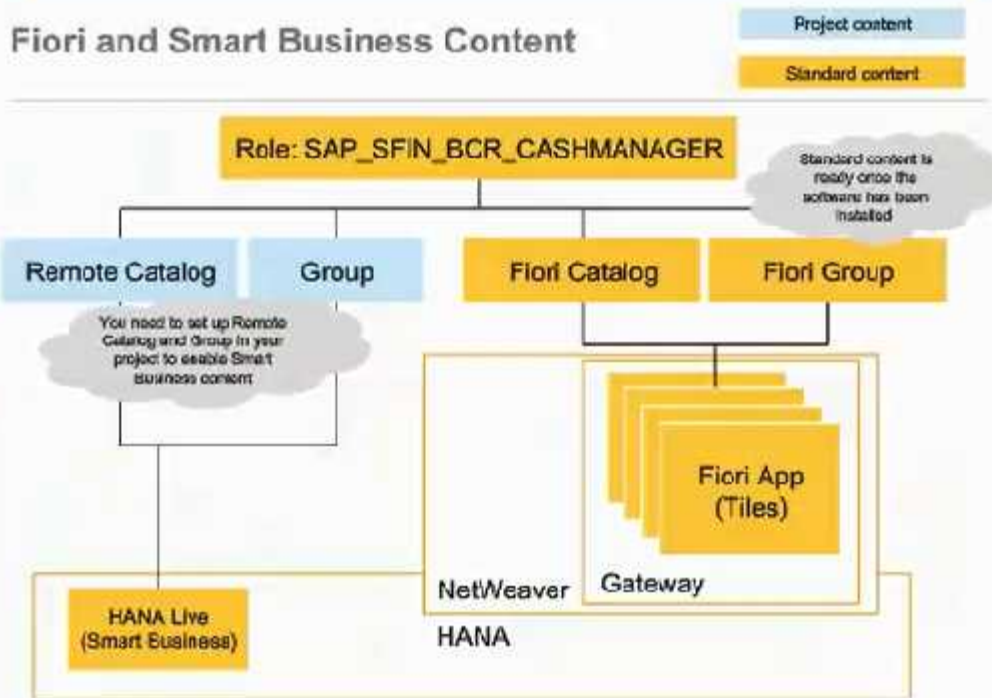 Fiori and Smart Business Content
Project content
Standard content
Role: SAP_SFIN_BCR_CASHMANAGER
Standard content is
ready once the
software has been
installed
Remote Catalog
Group
Fiori Catalog
Fiori Group
You need to set up Remote
Catalog and Group in your
project to enable Smart
Business content
Fiori App
(Tiles)
NetWeaver
Gateway
HANA Live
(Smart Business)
HANA